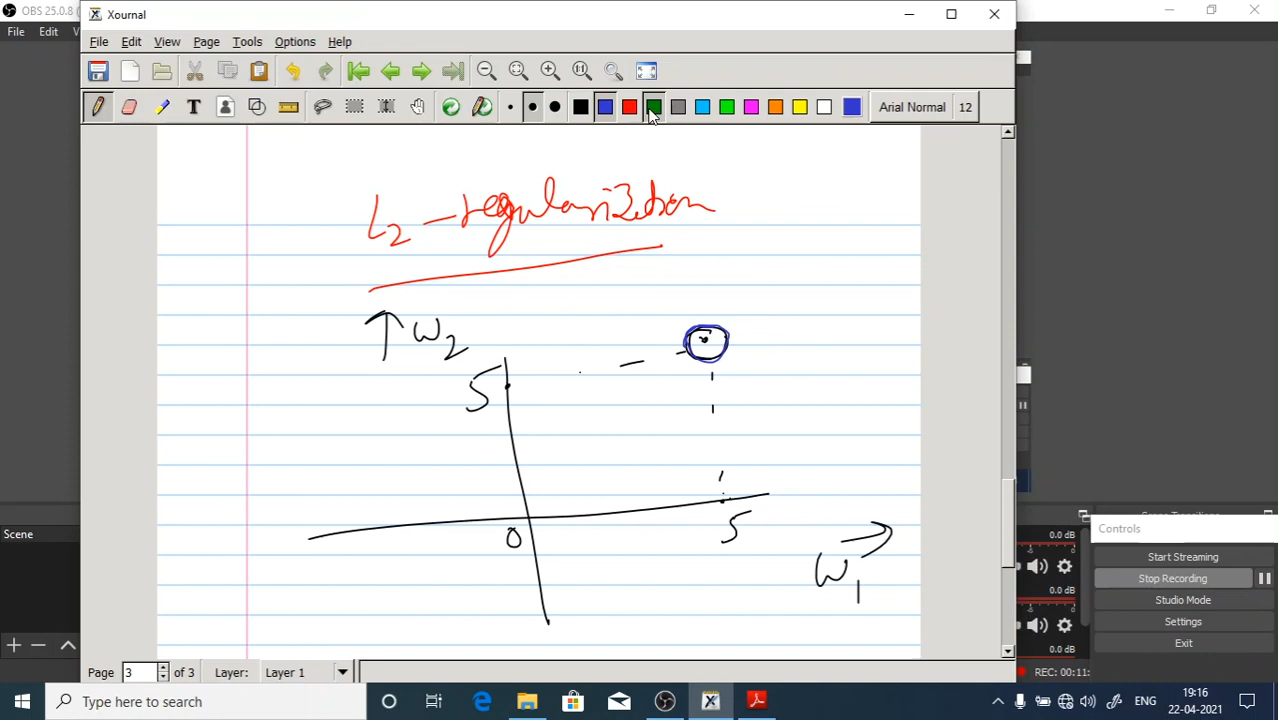 OBS 25.0.8
Xournal
File Edit
File Edit View Page Tools Options Help
Arial Normal 12
L2 - regularization
W2
5
0
5
W1
Scene
0.0 dB
0.0 dB
Controls
Start Streaming
Stop Recording
Studio Mode
Settings
Exit
Page 3 of 3 Layer: Layer 1
REC: 00:11:
Type here to search
ENG
19:16
22-04-2021